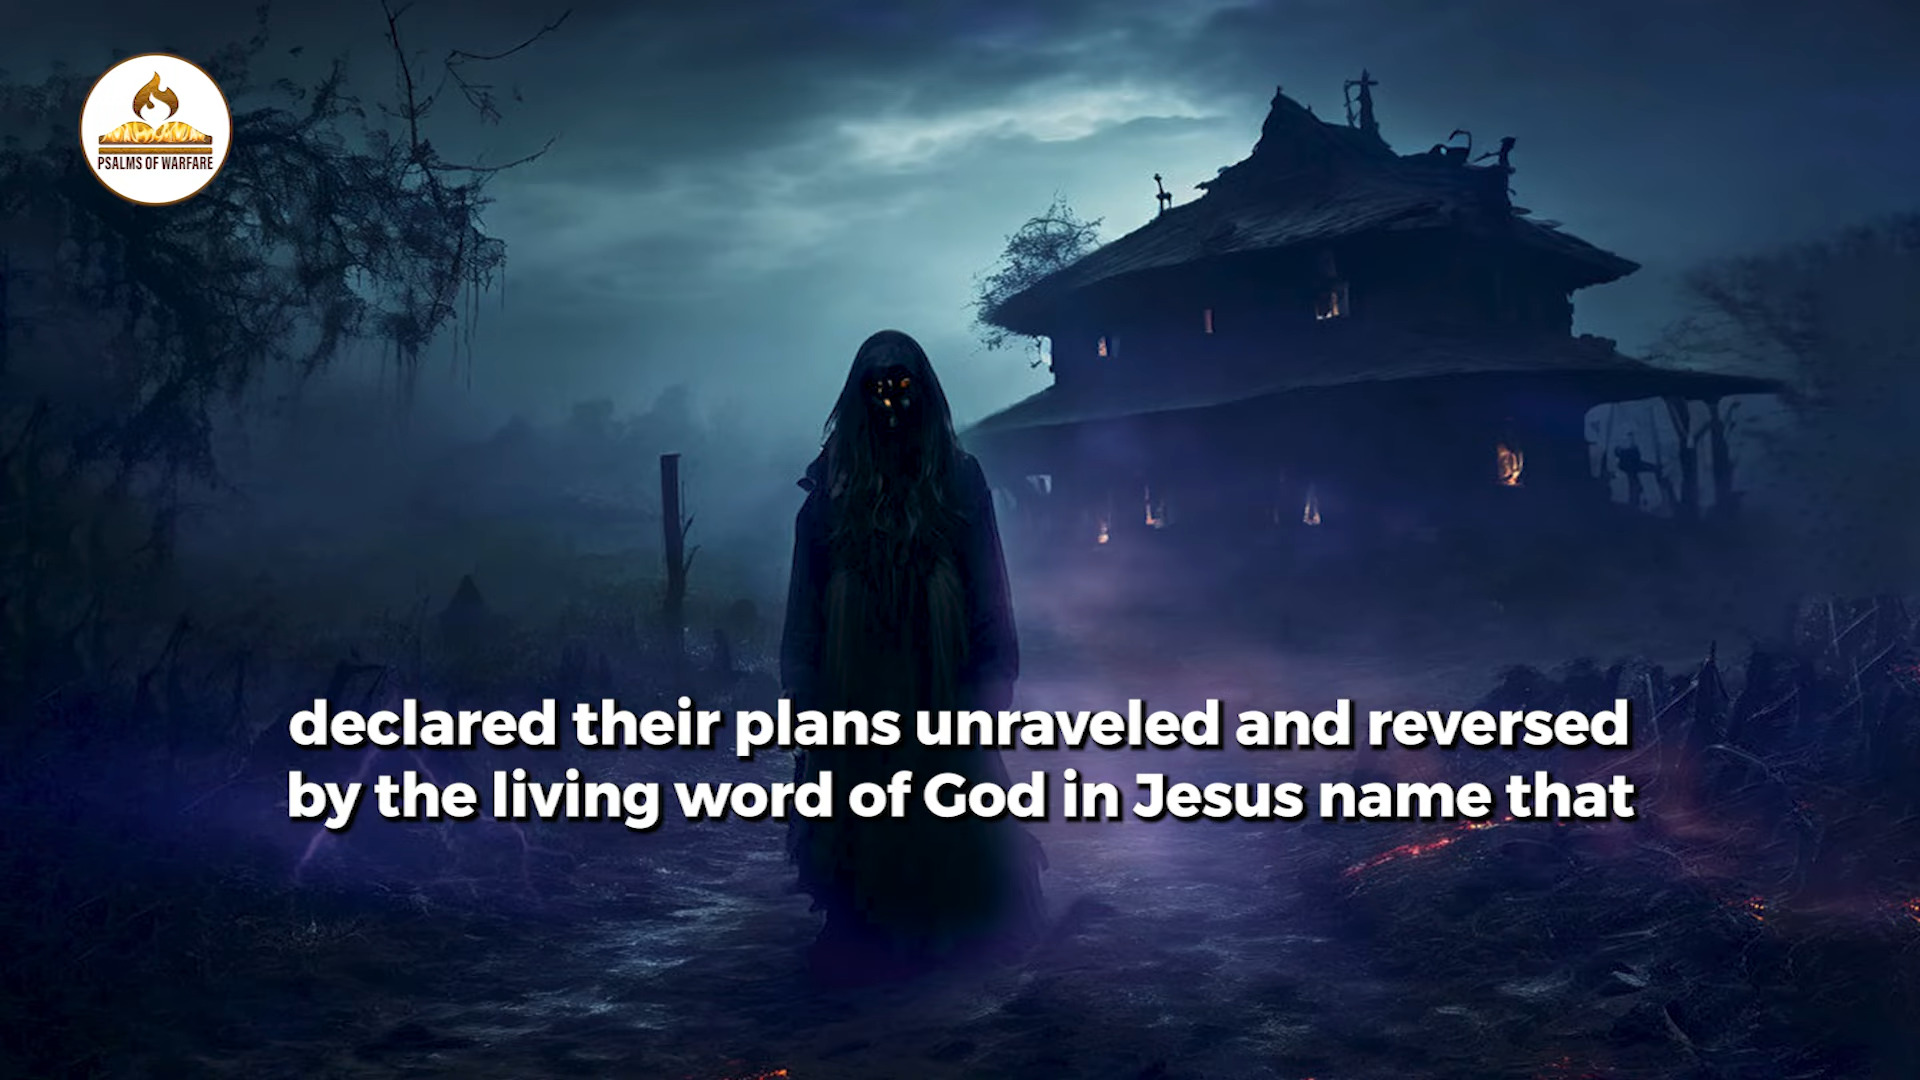 PSALMS OF WARFARE
declared their plans unraveled and reversed
by the living word of God in Jesus name that